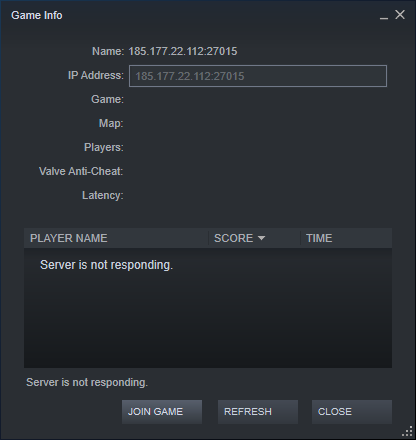 Game Info
Name: 185.177.22.112:27015
IP Address: 185.177.22.112:27015
Game:
Map:
Players:
Valve Anti-Cheat:
Latency:
PLAYER NAME SCORE TIME
Server is not responding.
Server is not responding.
JOIN GAME REFRESH CLOSE